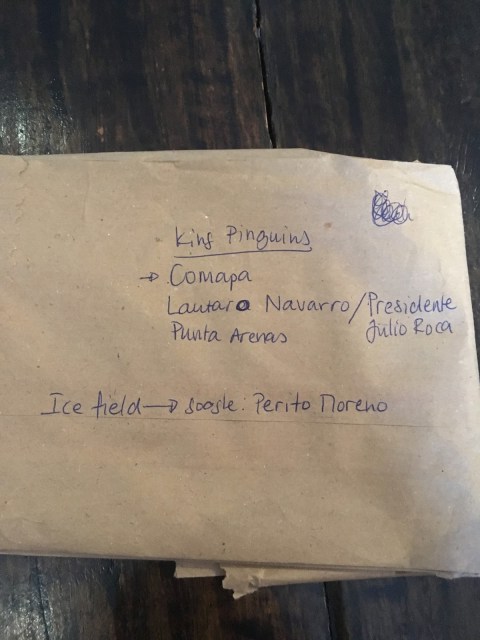 King Pinguins
→ Comapa
Lautaro Navarro / Presidente Julio Roca
Punta Arenas
Ice field → google: Perito Moreno